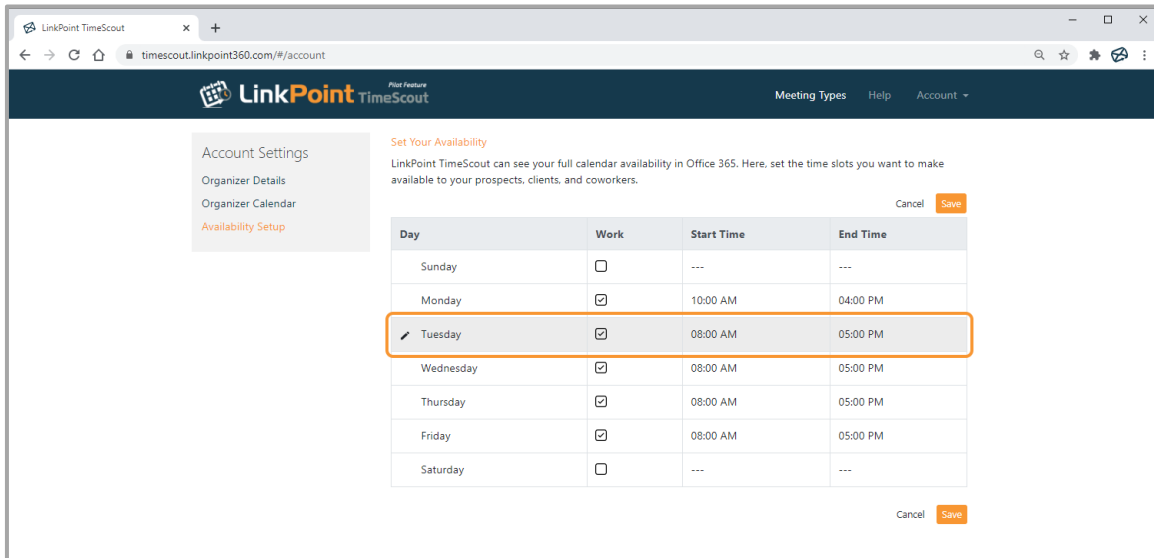 LinkPoint TimeScout
timescout.linkpoint360.com/#/account
Pilot Feature
LinkPoint TimeScout
Meeting Types Help Account
Account Settings
Organizer Details
Organizer Calendar
Availability Setup
Set Your Availability
LinkPoint TimeScout can see your full calendar availability in Office 365. Here, set the time slots you want to make
available to your prospects, clients, and coworkers.
Cancel Save
Day Work Start Time End Time
Sunday --- ---
Monday 10:00 AM 04:00 PM
Tuesday 08:00 AM 05:00 PM
Wednesday 08:00 AM 05:00 PM
Thursday 08:00 AM 05:00 PM
Friday 08:00 AM 05:00 PM
Saturday --- ---
Cancel Save